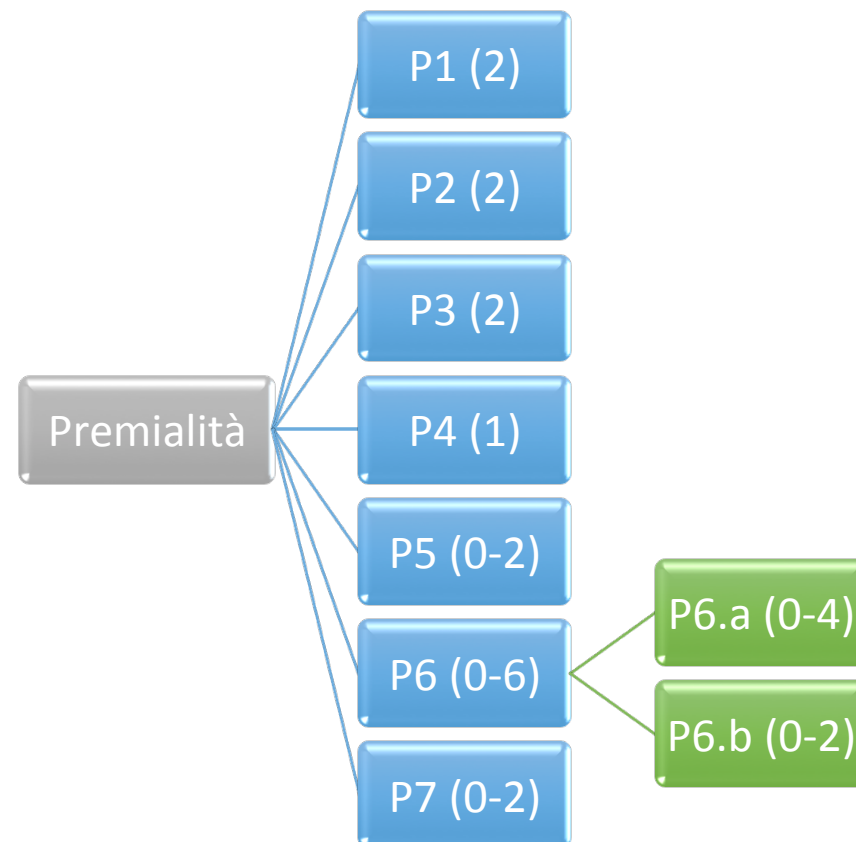 P1 (2)
P2 (2)
P3 (2)
Premialità
P4 (1)
P5 (0-2)
P6 (0-6)
P6.a (0-4)
P6.b (0-2)
P7 (0-2)